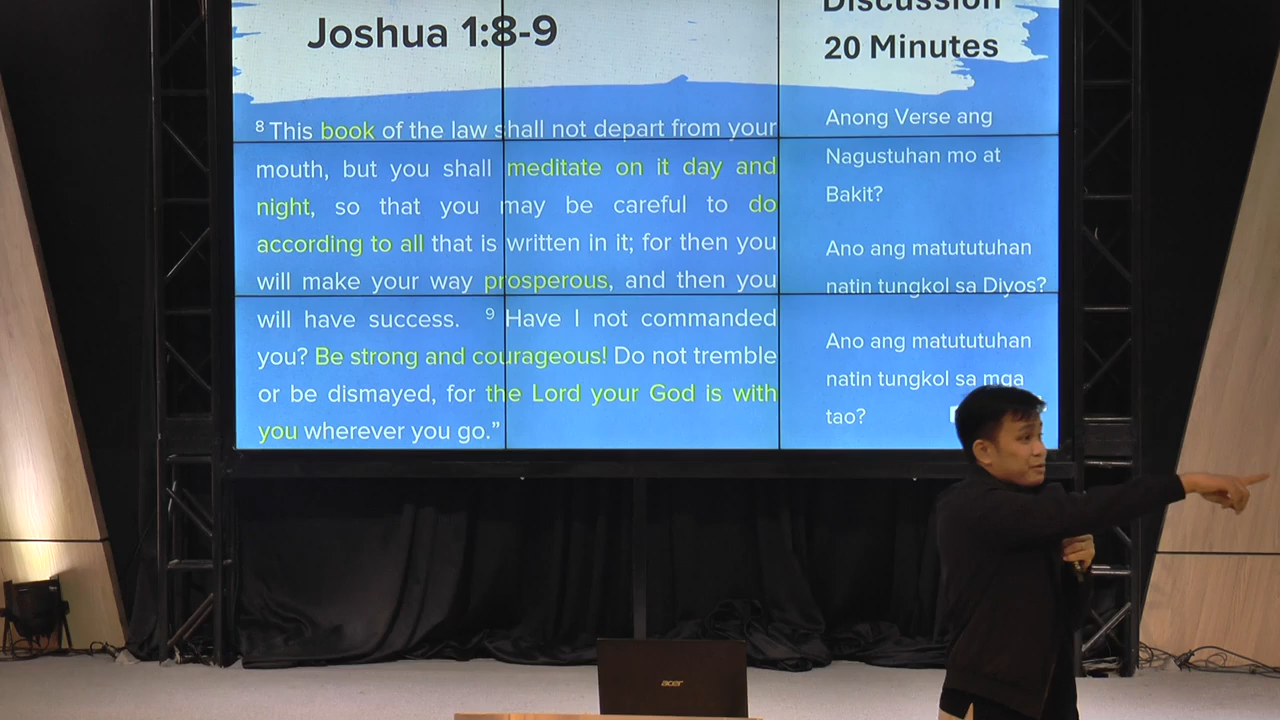 Joshua 1:8-9
8 This book of the law shall not depart from your
mouth, but you shall meditate on it day and
night, so that you may be careful to do
according to all that is written in it; for then you
will make your way prosperous, and then you
will have success. 9 Have I not commanded
you? Be strong and courageous! Do not tremble
or be dismayed, for the Lord your God is with
you wherever you go.”
Discussion
20 Minutes
Anong Verse ang
Nagustuhan mo at
Bakit?
Ano ang matututuhan
natin tungkol sa Diyos?
Ano ang matututuhan
natin tungkol sa mga
tao?
acer